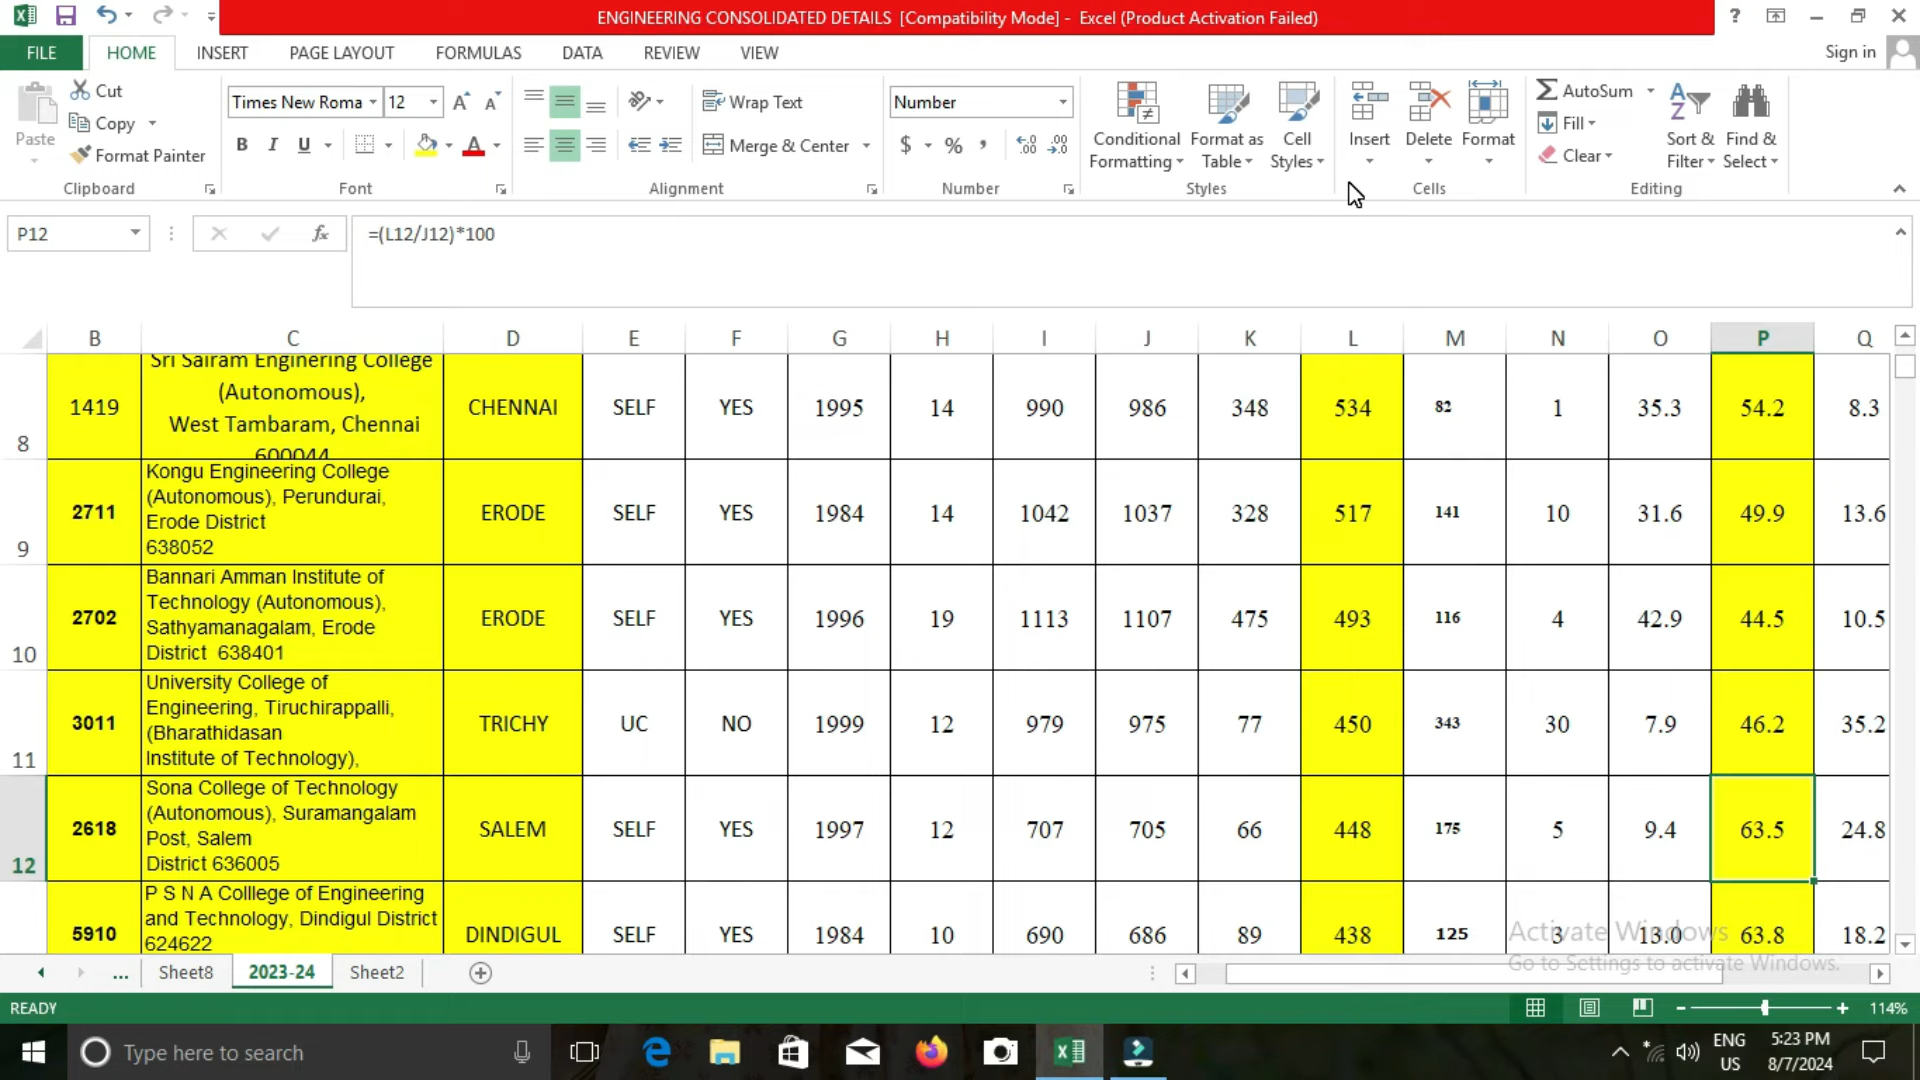 ENGINEERING CONSOLIDATED DETAILS [Compatibility Mode] - Excel (Product Activation Failed)
?
FILE HOME INSERT PAGE LAYOUT FORMULAS DATA REVIEW VIEW Sign in
Paste Cut Copy Format Painter
Clipboard
Times New Roma 12
B I U A
Font
Wrap Text
Merge & Center
Alignment
Number
$ % ,
Number
Conditional Formatting Format as Table Cell Styles
Styles
Insert Delete Format
Cells
AutoSum
Fill
Clear
Sort & Filter Find & Select
Editing
P12 fx =(L12/J12)*100
B C D E F G H I J K L M N O P Q
8 1419 Sri Sairam Enginering College
(Autonomous),
West Tambaram, Chennai
600044
CHENNAI SELF YES 1995 14 990 986 348 534 82 1 35.3 54.2 8.3
9 2711 Kongu Engineering College
(Autonomous), Perundurai,
Erode District
638052
ERODE SELF YES 1984 14 1042 1037 328 517 141 10 31.6 49.9 13.6
10 2702 Bannari Amman Institute of
Technology (Autonomous),
Sathyamanagalam, Erode
District 638401
ERODE SELF YES 1996 19 1113 1107 475 493 116 4 42.9 44.5 10.5
11 3011 University College of
Engineering, Tiruchirappalli,
(Bharathidasan
Institute of Technology),
TRICHY UC NO 1999 12 979 975 77 450 343 30 7.9 46.2 35.2
12 2618 Sona College of Technology
(Autonomous), Suramangalam
Post, Salem
District 636005
SALEM SELF YES 1997 12 707 705 66 448 175 5 9.4 63.5 24.8
5910 P S N A Colllege of Engineering
and Technology, Dindigul District
624622
DINDIGUL SELF YES 1984 10 690 686 89 438 125 3 13.0 63.8 18.2
Activate Windows
Go to Settings to activate Windows.
... Sheet8 2023-24 Sheet2
READY 114%
Type here to search
ENG
US
5:23 PM
8/7/2024